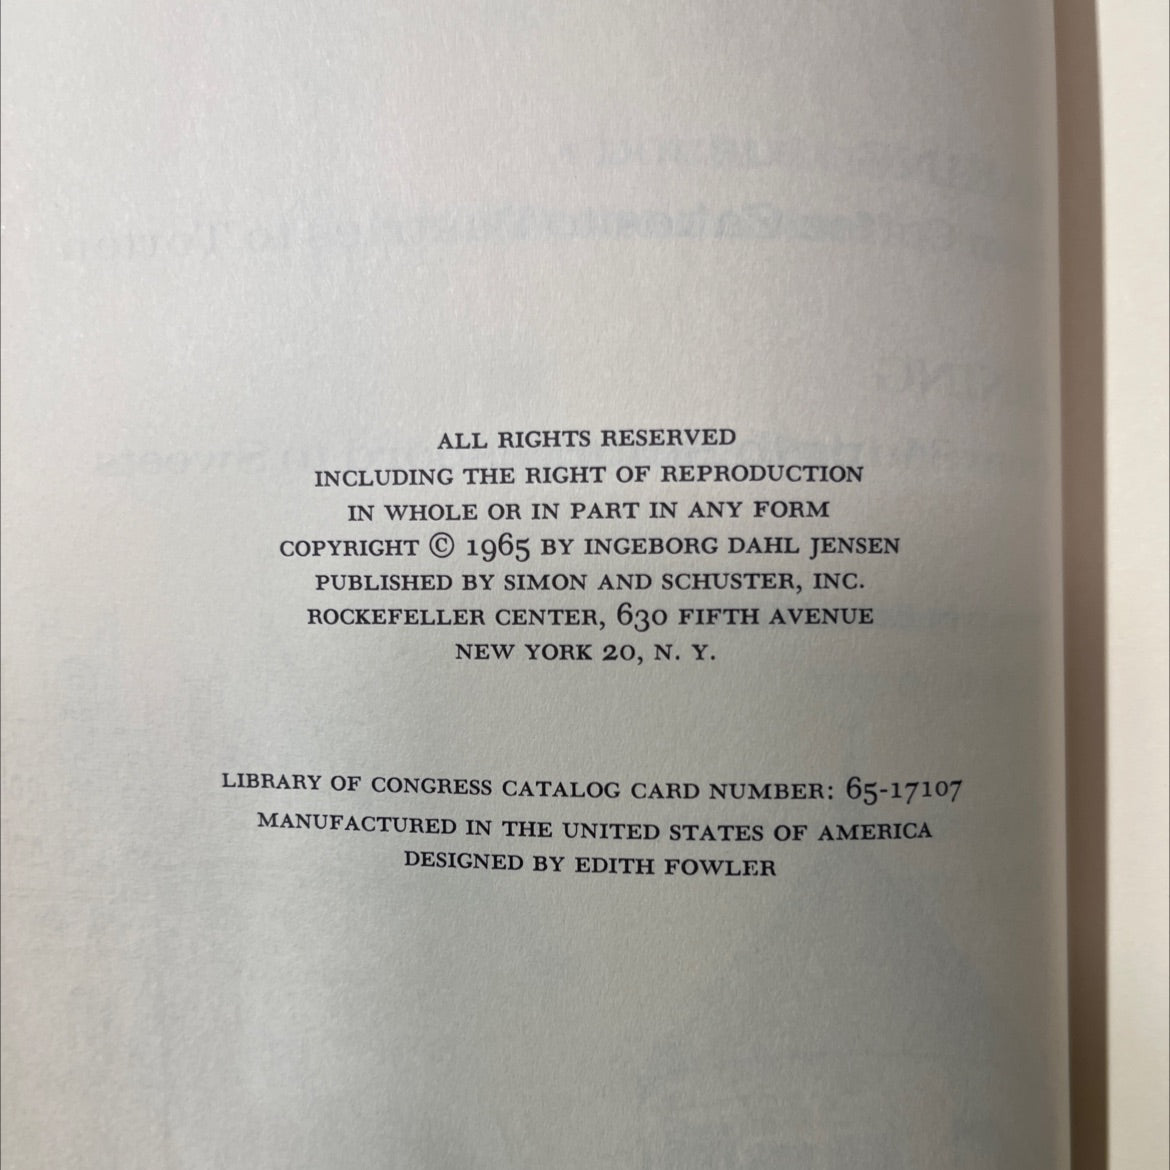 ALL RIGHTS RESERVED
INCLUDING THE RIGHT OF REPRODUCTION
IN WHOLE OR IN PART IN ANY FORM
COPYRIGHT © 1965 BY INGEBORG DAHL JENSEN
PUBLISHED BY SIMON AND SCHUSTER, INC.
ROCKEFELLER CENTER, 630 FIFTH AVENUE
NEW YORK 20, N. Y.
LIBRARY OF CONGRESS CATALOG CARD NUMBER: 65-17107
MANUFACTURED IN THE UNITED STATES OF AMERICA
DESIGNED BY EDITH FOWLER